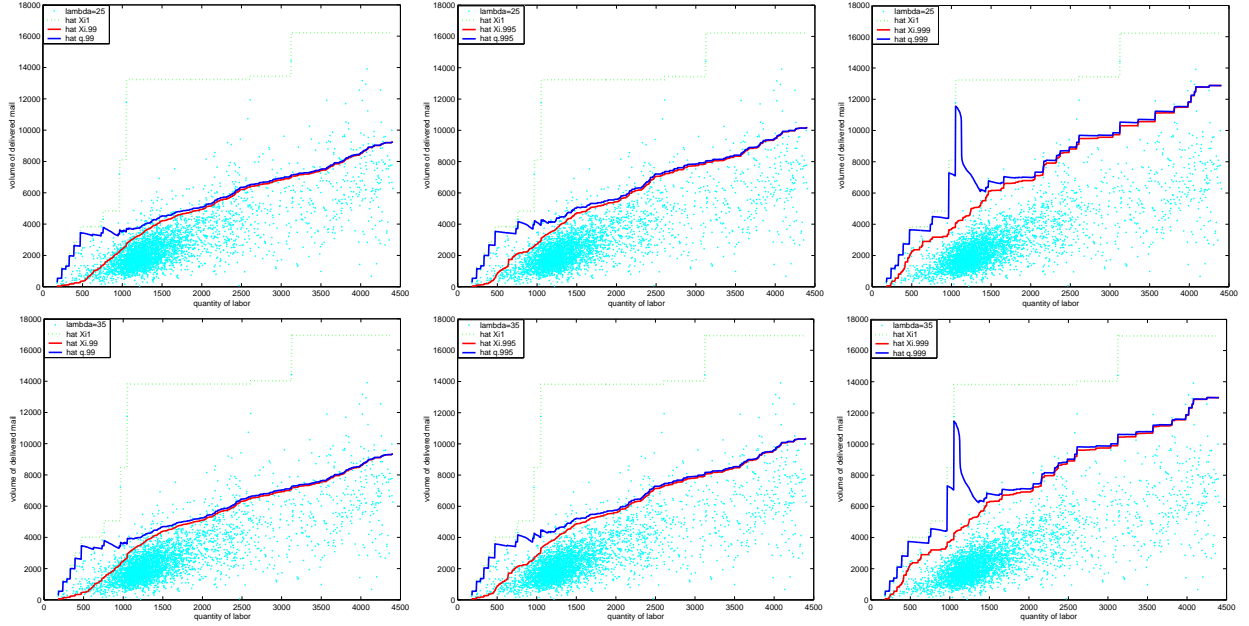 18000
16000
14000
12000
10000
8000
6000
4000
2000
0
volume of delivered mail
lambda=25
hat Xi1
hat Xi.99
hat q.99
0 500 1000 1500 2000 2500 3000 3500 4000 4500
quantity of labor
18000
16000
14000
12000
10000
8000
6000
4000
2000
0
volume of delivered mail
lambda=25
hat Xi1
hat Xi.995
hat q.995
0 500 1000 1500 2000 2500 3000 3500 4000 4500
quantity of labor
18000
16000
14000
12000
10000
8000
6000
4000
2000
0
volume of delivered mail
lambda=25
hat Xi1
hat Xi.999
hat q.999
0 500 1000 1500 2000 2500 3000 3500 4000 4500
quantity of labor
18000
16000
14000
12000
10000
8000
6000
4000
2000
0
volume of delivered mail
lambda=35
hat Xi1
hat Xi.99
hat q.99
0 500 1000 1500 2000 2500 3000 3500 4000 4500
quantity of labor
18000
16000
14000
12000
10000
8000
6000
4000
2000
0
volume of delivered mail
lambda=35
hat Xi1
hat Xi.995
hat q.995
0 500 1000 1500 2000 2500 3000 3500 4000 4500
quantity of labor
18000
16000
14000
12000
10000
8000
6000
4000
2000
0
volume of delivered mail
lambda=35
hat Xi1
hat Xi.999
hat q.999
0 500 1000 1500 2000 2500 3000 3500 4000 4500
quantity of labor